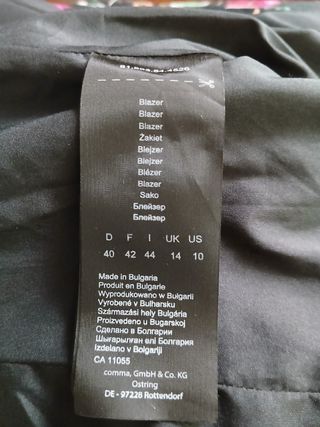 Blazer
Blazer
Blazer
Żakiet
Blejzer
Blejzer
Blézer
Blazer
Sako
Блейзер
Блейзер
D F I UK US
40 42 44 14 10
Made in Bulgaria
Produit en Bulgarie
Wyprodukowano w Bułgarii
Vyrobené v Bulharsku
Származási hely Bulgária
Proizvedeno u Bugarskoj
Сделано в Болгарии
Шығарылған елі Болгария
Izdelano v Bolgariji
CA 11055
comma, GmbH & Co. KG
Ostring
DE - 97228 Rottendorf